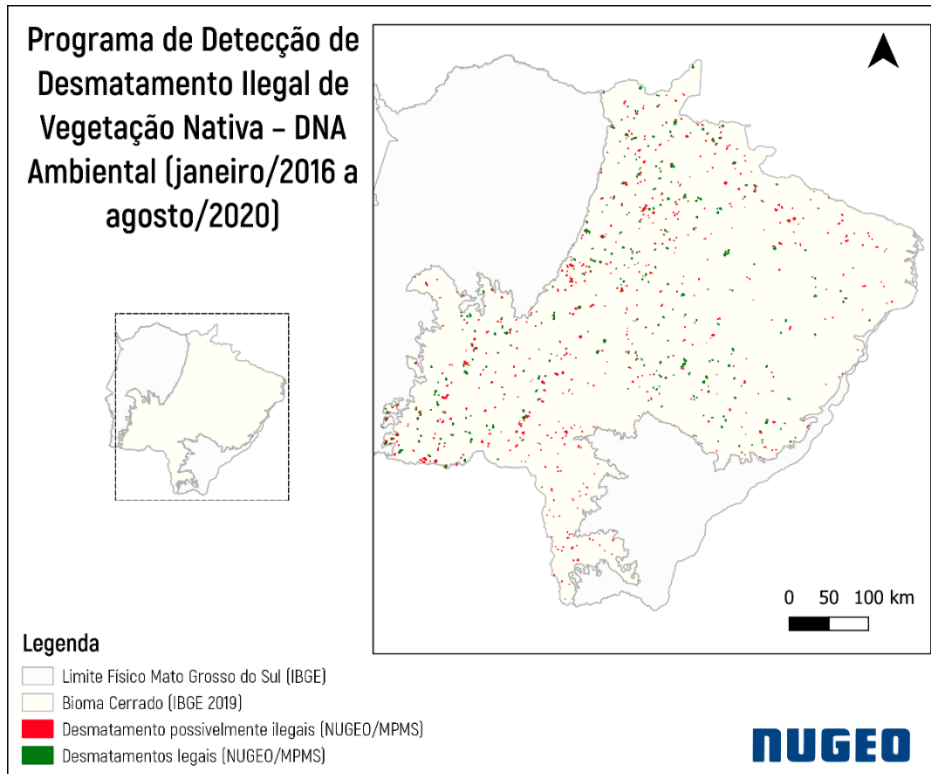 Programa de Detecção de
Desmatamento Ilegal de
Vegetação Nativa – DNA
Ambiental (janeiro/2016 a
agosto/2020)
0 50 100 km
Legenda
Limite Físico Mato Grosso do Sul (IBGE)
Bioma Cerrado (IBGE 2019)
Desmatamento possivelmente ilegais (NUGEO/MPMS)
Desmatamentos legais (NUGEO/MPMS)
NUGEO